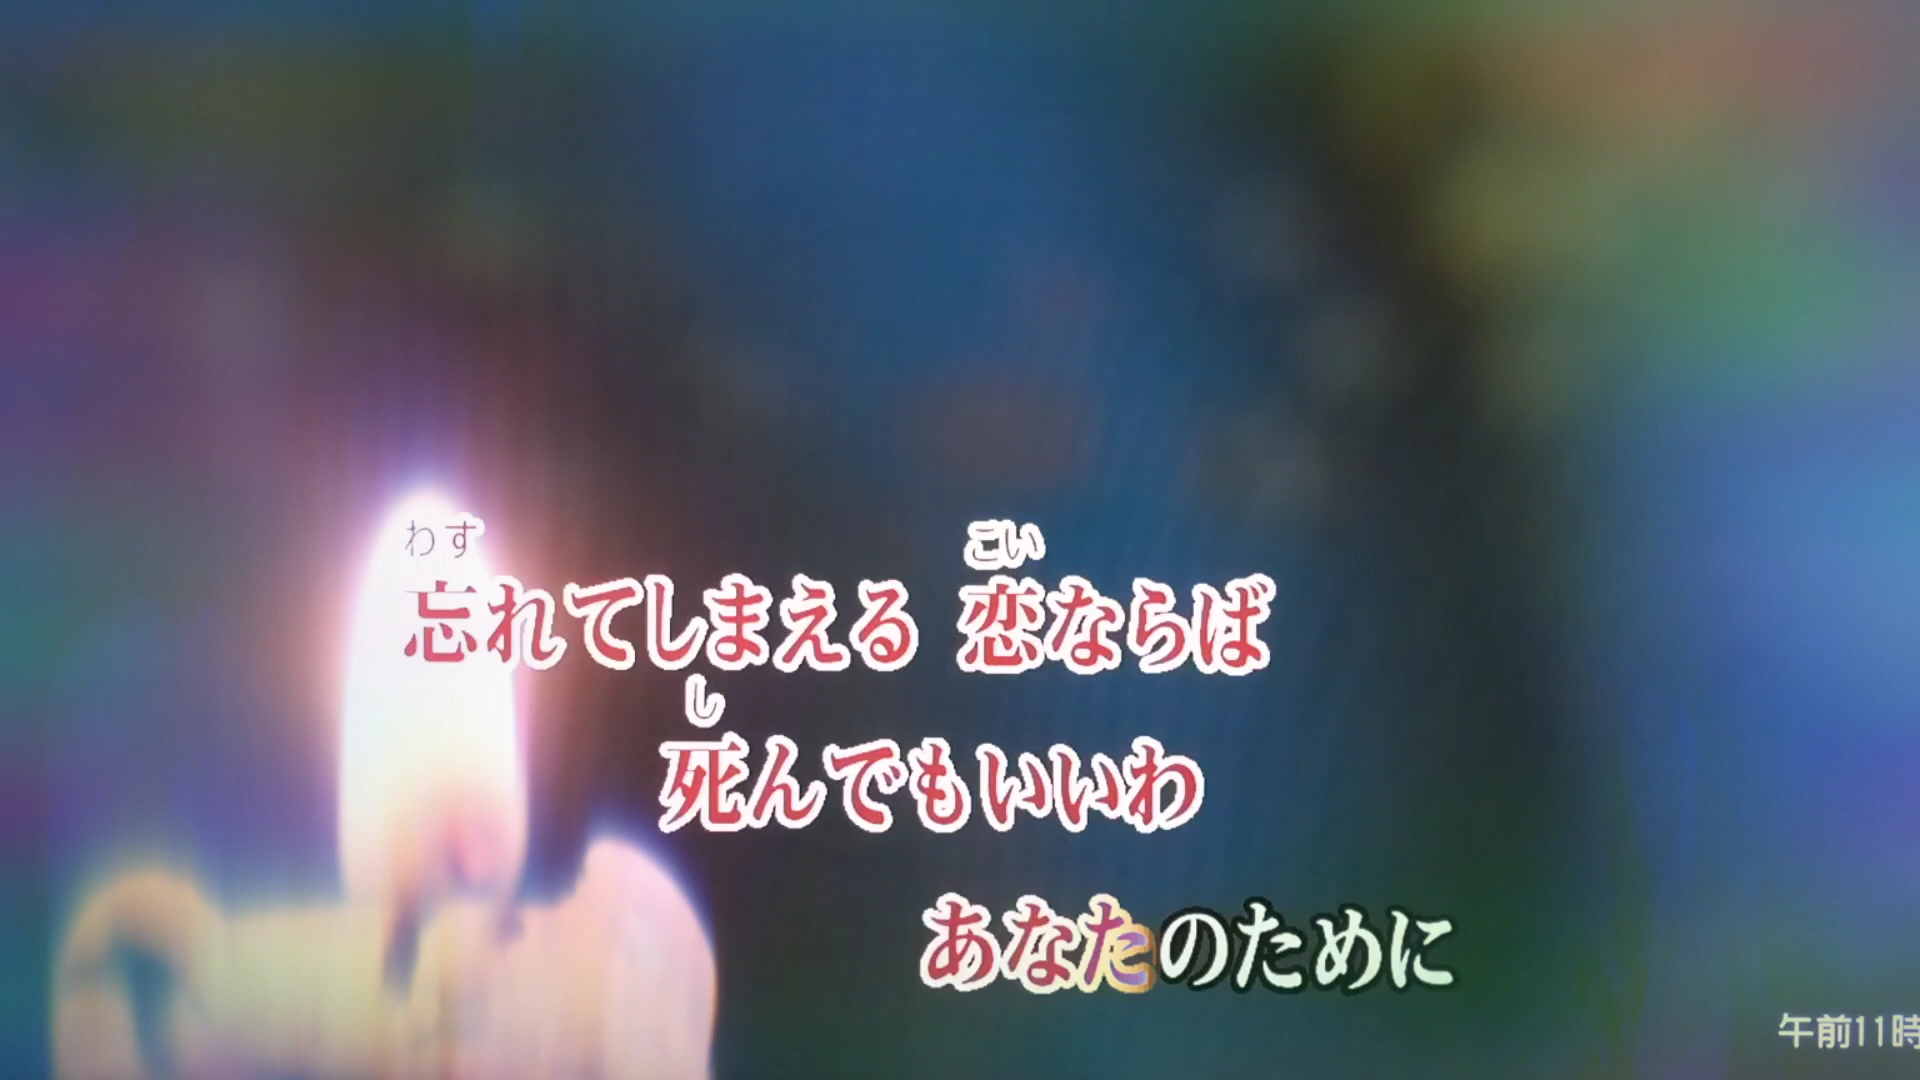 わす こい
忘れてしまえる 恋ならば
し
死んでもいいわ
あなたのために
午前11時